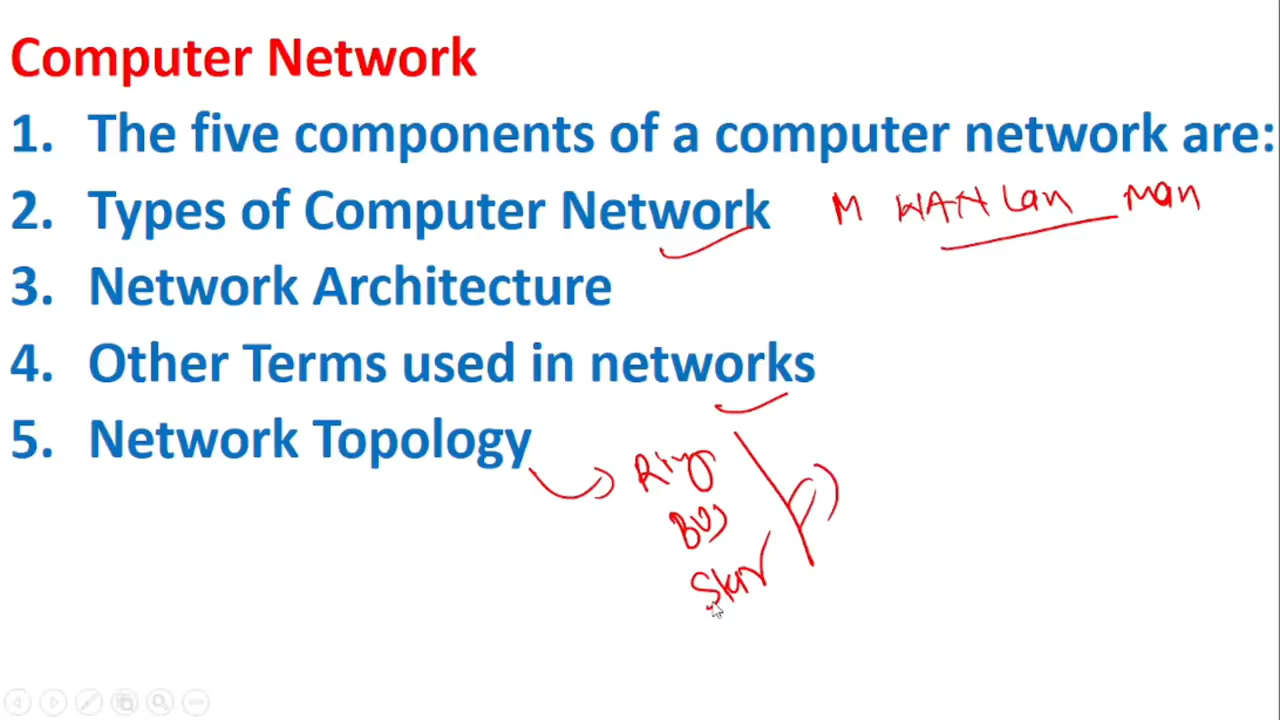 Computer Network
1. The five components of a computer network are:
2. Types of Computer Network M WAN Lan Man
3. Network Architecture
4. Other Terms used in networks
5. Network Topology
Ring
Bus
Star